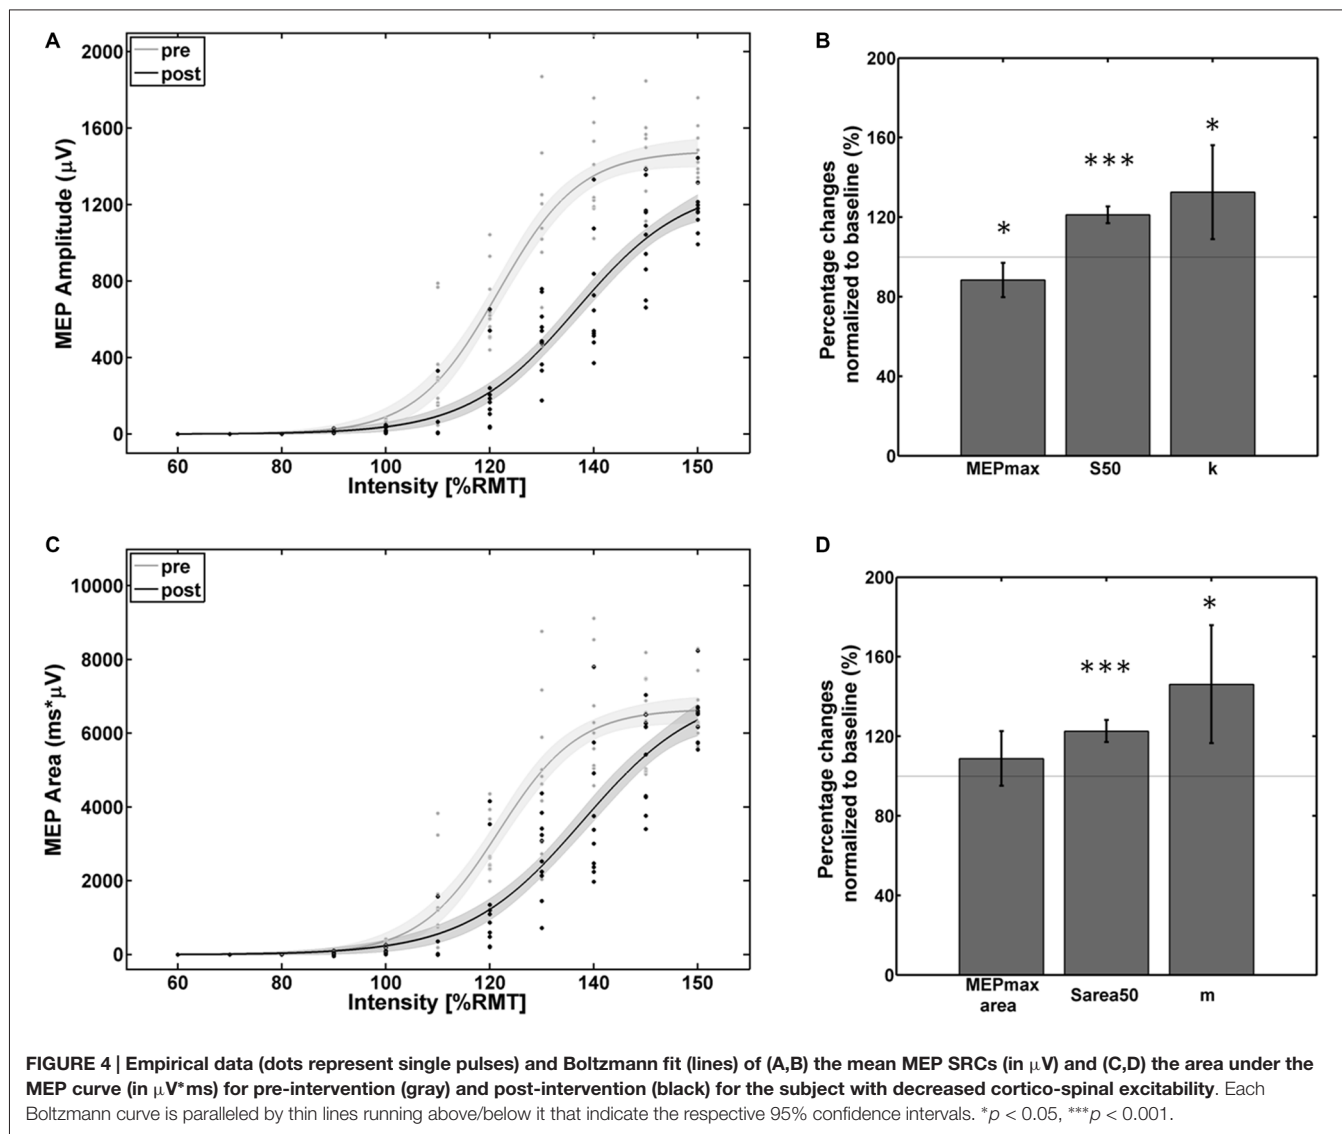 A
pre
post
2000
1600
1200
800
400
0
MEP Amplitude (μV)
60
80
100
120
140
150
Intensity [%RMT]
B
200
160
120
80
40
0
Percentage changes
normalized to baseline (%)
*
***
*
MEPmax
S50
k
C
pre
post
10000
8000
6000
4000
2000
0
MEP Area (ms*μV)
60
80
100
120
140
150
Intensity [%RMT]
D
200
160
120
80
40
0
Percentage changes
normalized to baseline (%)
***
*
MEPmax
area
Sarea50
m
FIGURE 4 | Empirical data (dots represent single pulses) and Boltzmann fit (lines) of (A,B) the mean MEP SRCs (in μV) and (C,D) the area under the
MEP curve (in μV*ms) for pre-intervention (gray) and post-intervention (black) for the subject with decreased cortico-spinal excitability. Each
Boltzmann curve is paralleled by thin lines running above/below it that indicate the respective 95% confidence intervals. *p < 0.05, ***p < 0.001.